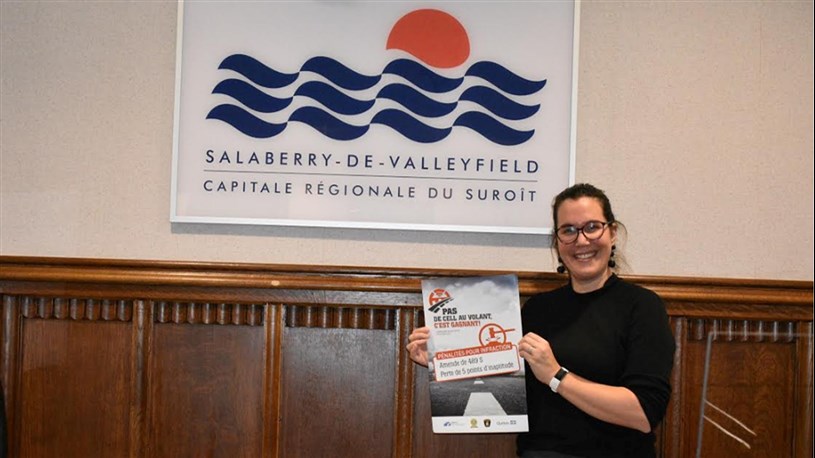 SALABERRY-DE-VALLEYFIELD
CAPITALE RÉGIONALE DU SUROÎT
PAS
DE CELL AU VOLANT,
C'EST GAGNANT!
PÉNALITÉS POUR INFRACTION
Perte de 5 points d'inaptitude
Québec